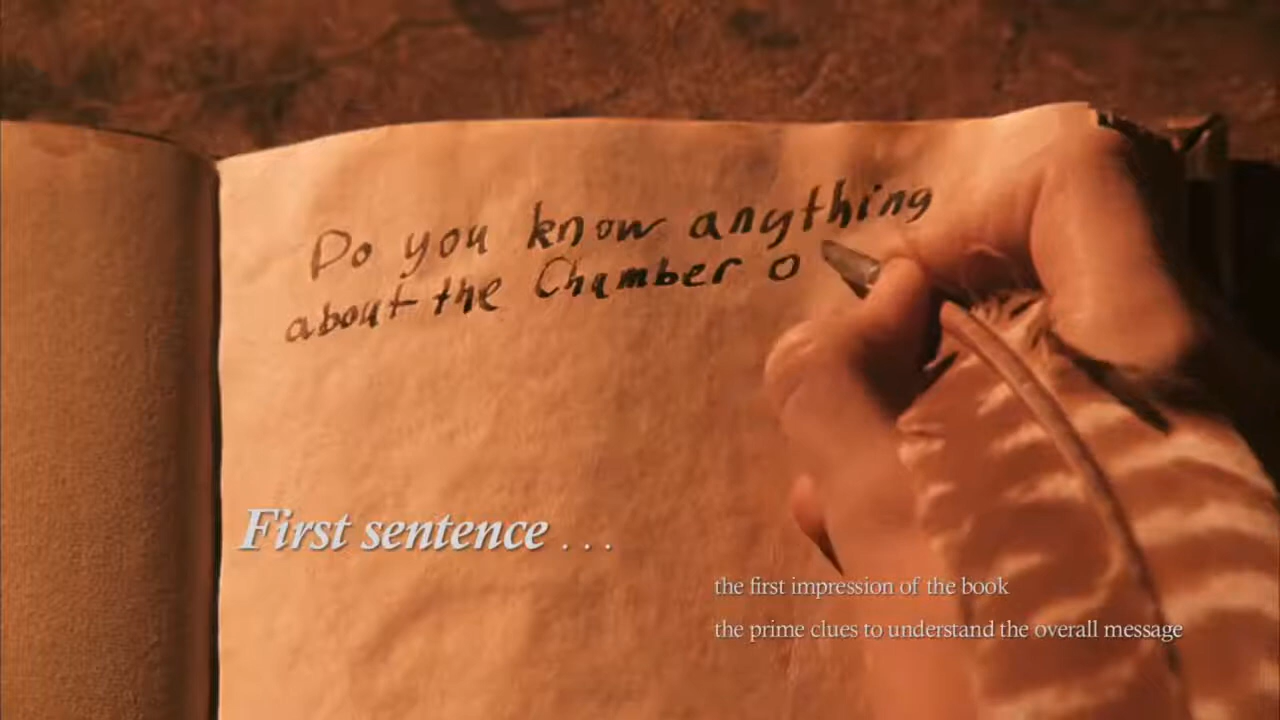 Do you know anything
about the Chamber o
First sentence . . .
the first impression of the book
the prime clues to understand the overall message